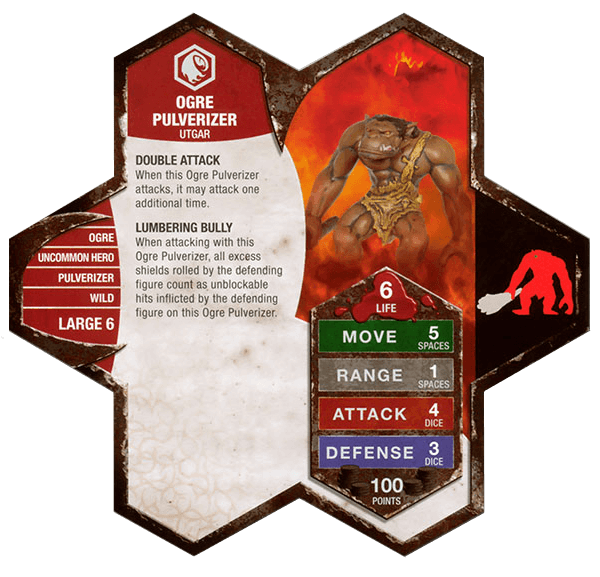 OGRE
PULVERIZER
UTGAR
DOUBLE ATTACK
When this Ogre Pulverizer
attacks, it may attack one
additional time.
LUMBERING BULLY
When attacking with this
Ogre Pulverizer, all excess
shields rolled by the defending
figure count as unblockable
hits inflicted by the defending
figure on this Ogre Pulverizer.
OGRE
UNCOMMON HERO
PULVERIZER
WILD
LARGE 6
6
LIFE
MOVE 5
SPACES
RANGE 1
SPACES
ATTACK 4
DICE
DEFENSE 3
DICE
100
POINTS